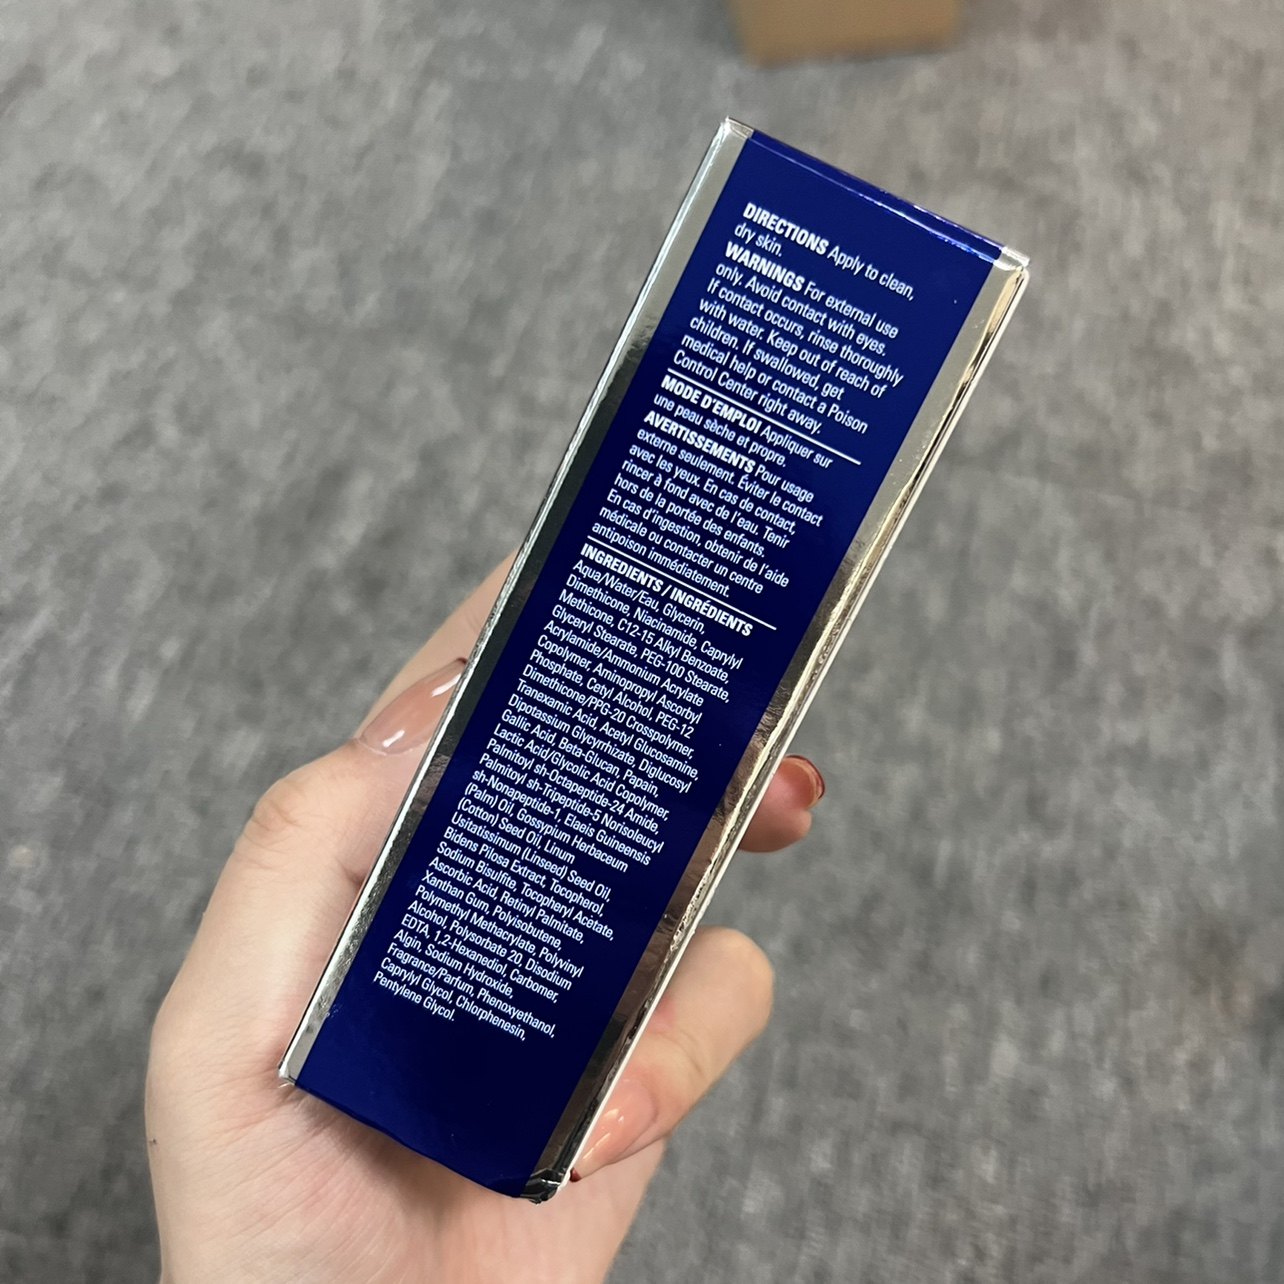 DIRECTIONS Apply to clean,
dry skin.
WARNINGS For external use
only. Avoid contact with eyes.
If contact occurs, rinse thoroughly
with water. Keep out of reach of
children. If swallowed, get
medical help or contact a Poison
Control Center right away.
MODE D'EMPLOI Appliquer sur
une peau sèche et propre.
AVERTISSEMENTS Pour usage
externe seulement. Éviter le contact
avec les yeux. En cas de contact,
rincer à fond avec de l'eau. Tenir
hors de la portée des enfants.
En cas d'ingestion, obtenir de l'aide
médicale ou contacter un centre
antipoison immédiatement.
INGREDIENTS / INGRÉDIENTS
Aqua/Water/Eau, Glycerin,
Dimethicone, Niacinamide, Caprylyl
Methicone, C12-15 Alkyl Benzoate,
Glyceryl Stearate, PEG-100 Stearate,
Acrylamide/Ammonium Acrylate
Copolymer, Aminopropyl Ascorbyl
Phosphate, Cetyl Alcohol, PEG-12
Dimethicone/PPG-20 Crosspolymer,
Tranexamic Acid, Acetyl Glucosamine,
Dipotassium Glycyrrhizate, Diglucosyl
Gallic Acid, Beta-Glucan, Papain,
Lactic Acid/Glycolic Acid Copolymer,
Palmitoyl sh-Octapeptide-24 Amide,
Palmitoyl sh-Tripeptide-5 Norisoleucyl
sh-Nonapeptide-1, Elaeis Guineensis
(Palm) Oil, Gossypium Herbaceum
(Cotton) Seed Oil, Linum
Usitatissimum (Linseed) Seed Oil,
Bidens Pilosa Extract, Tocopherol,
Sodium Bisulfite, Tocopheryl Acetate,
Ascorbic Acid, Retinyl Palmitate,
Xanthan Gum, Polyisobutene,
Polymethyl Methacrylate, Polyvinyl
Alcohol, Polysorbate 20, Disodium
EDTA, 1,2-Hexanediol, Carbomer,
Algin, Sodium Hydroxide,
Fragrance/Parfum, Phenoxyethanol,
Caprylyl Glycol, Chlorphenesin,
Pentylene Glycol.